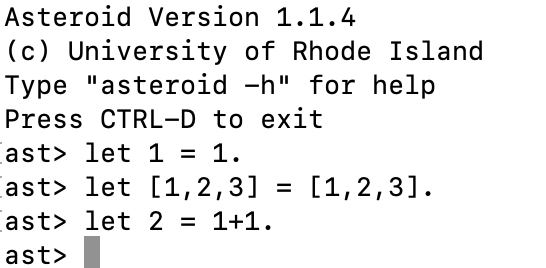 Asteroid Version 1.1.4
(c) University of Rhode Island
Type "asteroid -h" for help
Press CTRL-D to exit
ast> let 1 = 1.
ast> let [1,2,3] = [1,2,3].
ast> let 2 = 1+1.
ast>